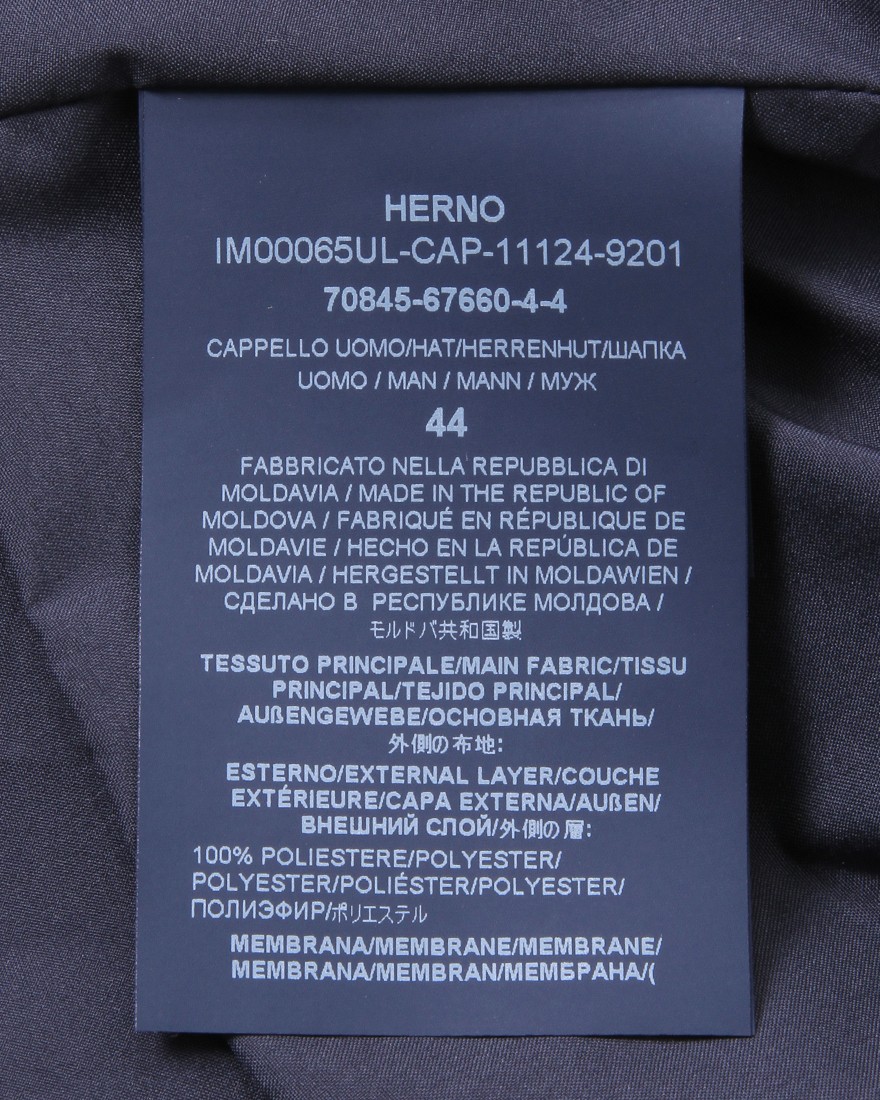 HERNO
IM00065UL-CAP-11124-9201
70845-67660-4-4
CAPPELLO UOMO/HAT/HERRENHUT/ШАПКА
UOMO / MAN / MANN / МУЖ
44
FABBRICATO NELLA REPUBBLICA DI
MOLDAVIA / MADE IN THE REPUBLIC OF
MOLDOVA / FABRIQUÉ EN RÉPUBLIQUE DE
MOLDAVIE / HECHO EN LA REPÚBLICA DE
MOLDAVIA / HERGESTELLT IN MOLDAWIEN /
СДЕЛАНО В РЕСПУБЛИКЕ МОЛДОВА /
モルドバ共和国製
TESSUTO PRINCIPALE/MAIN FABRIC/TISSU
PRINCIPAL/TEJIDO PRINCIPAL/
AUßENGEWEBE/ОСНОВНАЯ ТКАНЬ/
外側の布地:
ESTERNO/EXTERNAL LAYER/COUCHE
EXTÉRIEURE/CAPA EXTERNA/AUßEN/
ВНЕШНИЙ СЛОЙ/外側の層:
100% POLIESTERE/POLYESTER/
POLYESTER/POLIÉSTER/POLYESTER/
ПОЛИЭФИР/ポリエステル
MEMBRANA/MEMBRANE/MEMBRANE/
MEMBRANA/MEMBRAN/МЕМБРАНА/(